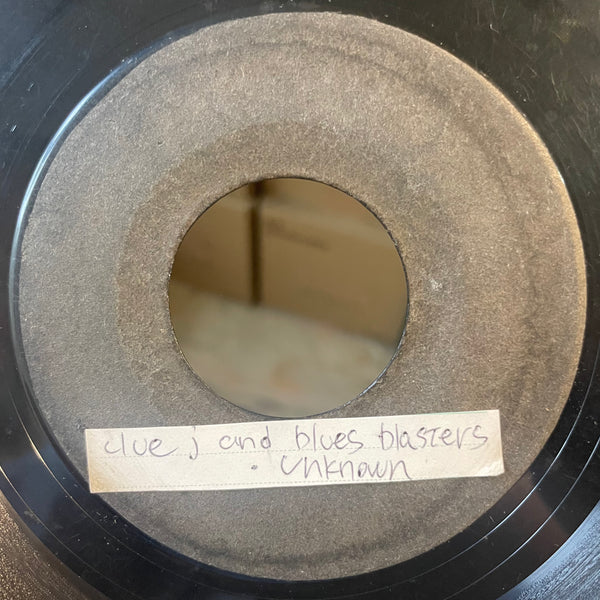 clue j and blues blasters
. Unknown